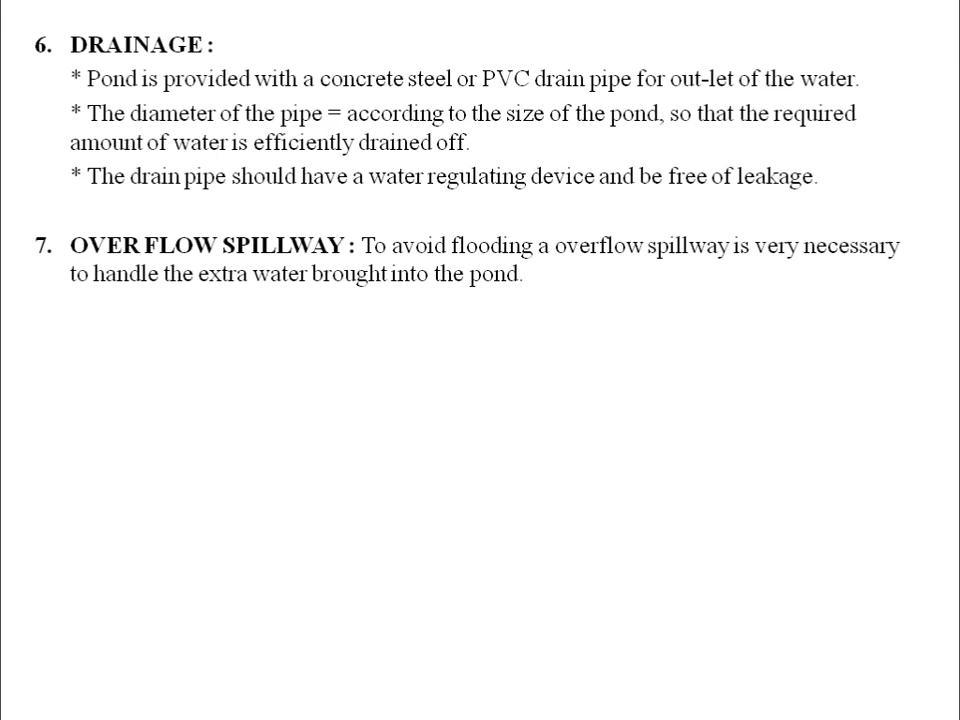 6. DRAINAGE :
* Pond is provided with a concrete steel or PVC drain pipe for out-let of the water.
* The diameter of the pipe = according to the size of the pond, so that the required
amount of water is efficiently drained off.
* The drain pipe should have a water regulating device and be free of leakage.
7. OVER FLOW SPILLWAY : To avoid flooding a overflow spillway is very necessary
to handle the extra water brought into the pond.